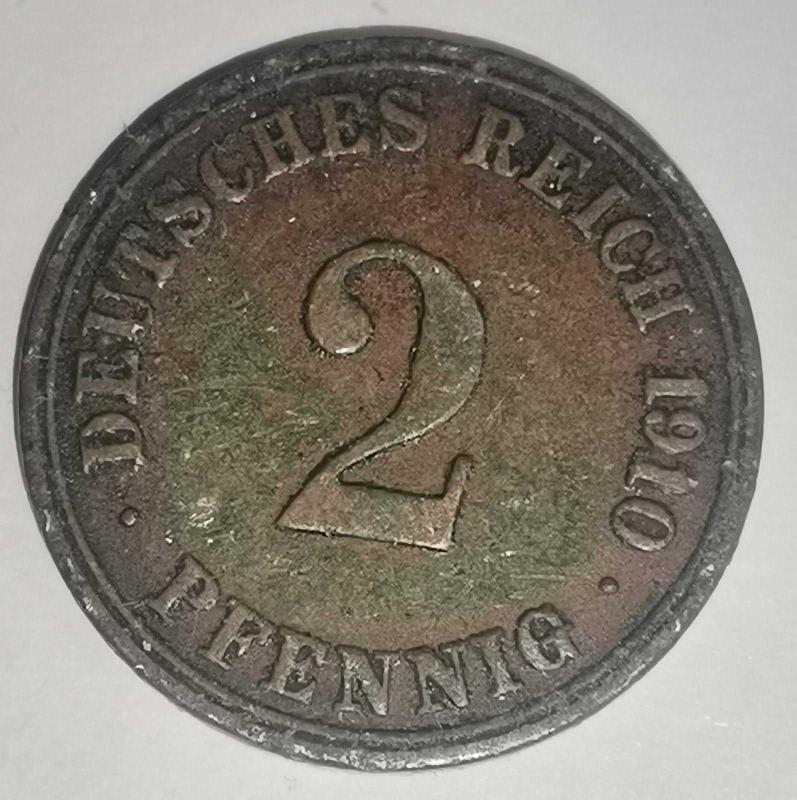 DEUTSCHES REICH 1910
2
PFENNIG